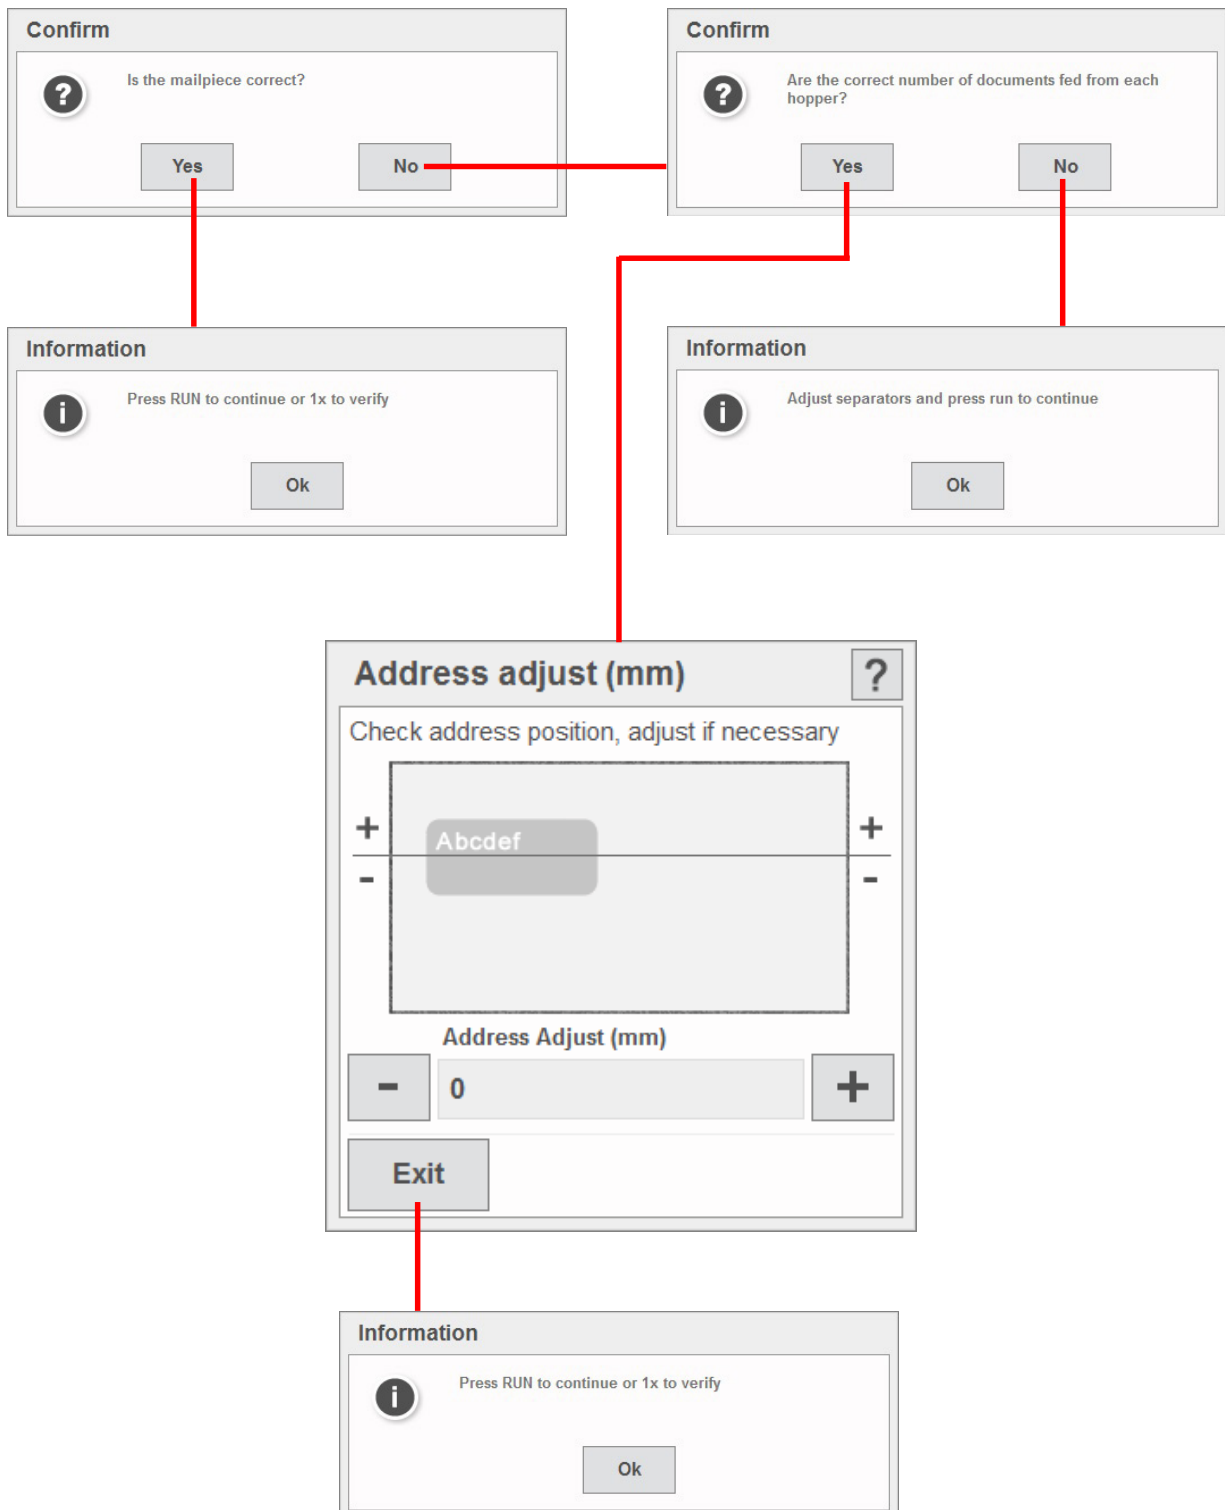 Confirm
Is the mailpiece correct?
Yes
No
Confirm
Are the correct number of documents fed from each
hopper?
Yes
No
Information
Press RUN to continue or 1x to verify
Ok
Information
Adjust separators and press run to continue
Ok
Address adjust (mm)
?
Check address position, adjust if necessary
+
+
Abcdef
-
-
Address Adjust (mm)
-
0
+
Exit
Information
Press RUN to continue or 1x to verify
Ok